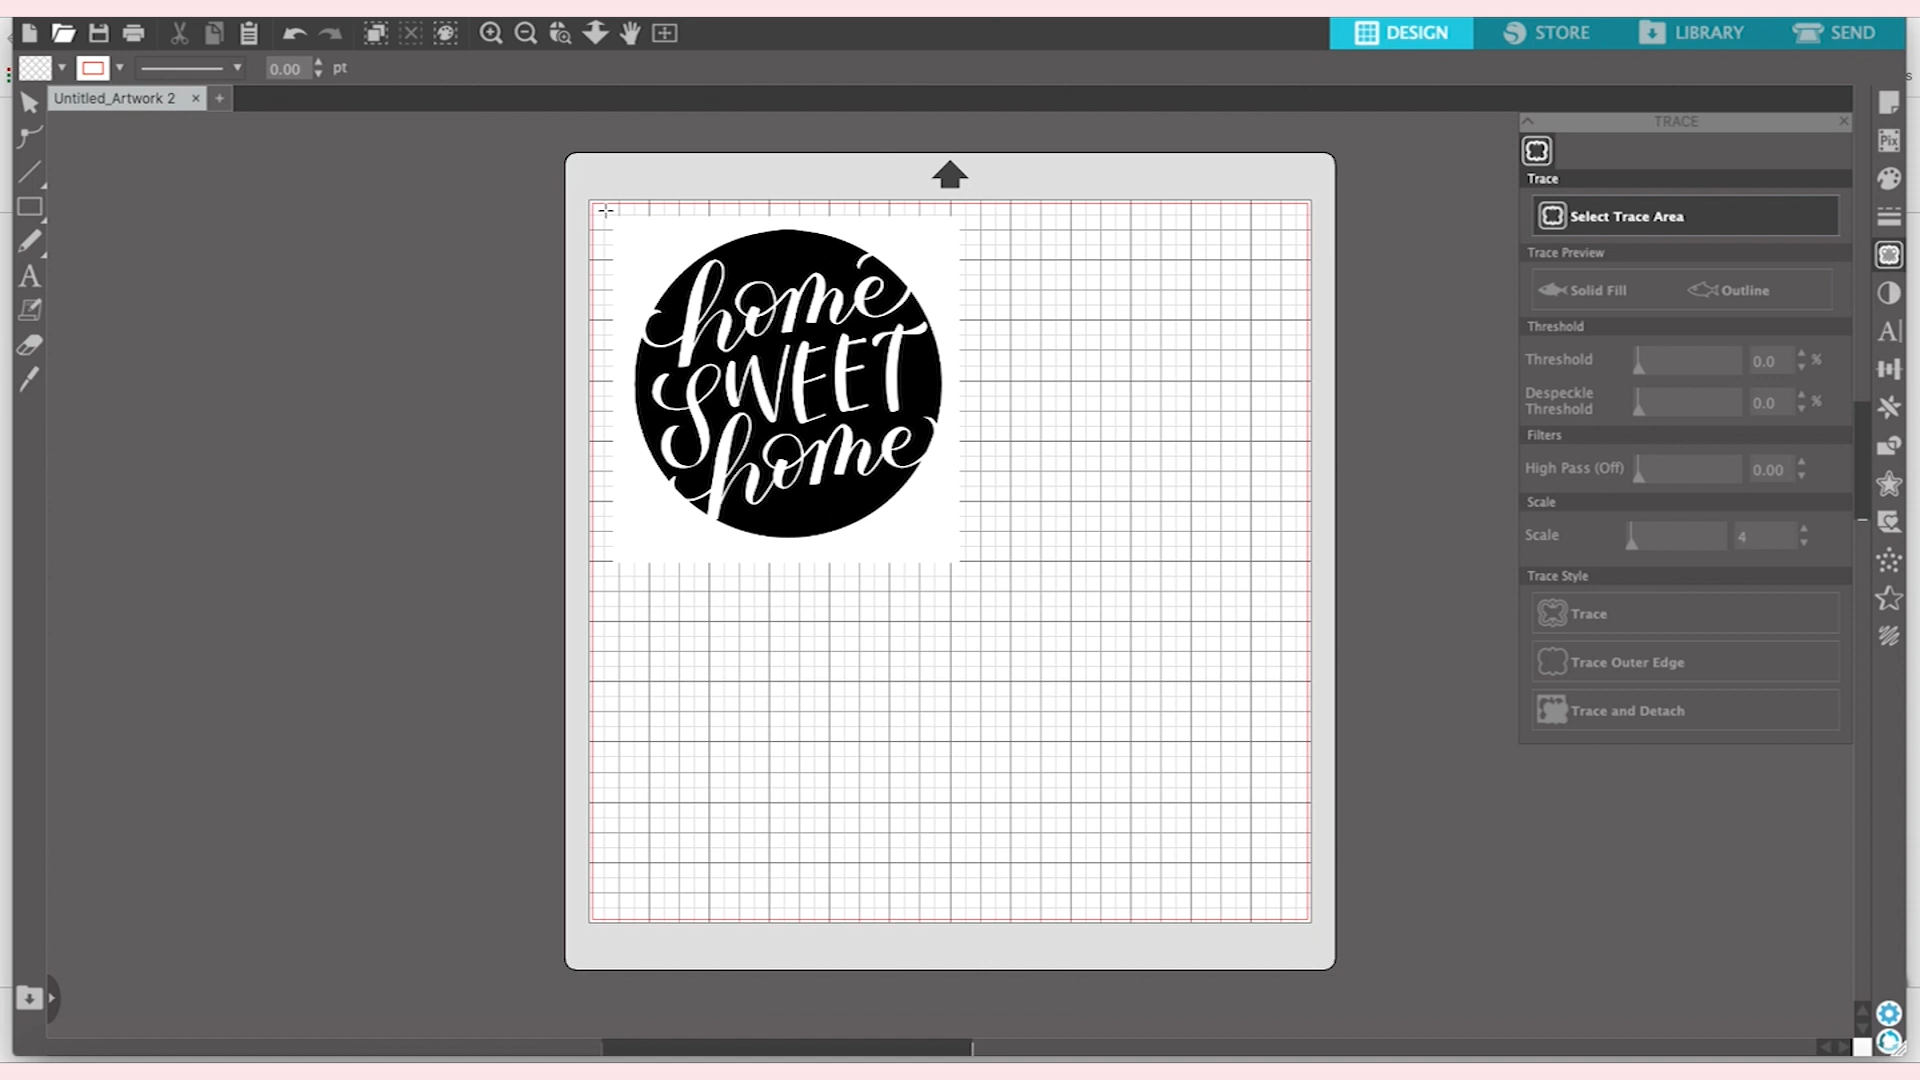 DESIGN STORE LIBRARY SEND
0.00 pt
Untitled_Artwork 2 × +
TRACE
Trace
Select Trace Area
Trace Preview
Solid Fill Outline
Threshold
Threshold 0.0 %
Despeckle
Threshold 0.0 %
Filters
High Pass (Off) 0.00
Scale
Scale 4
Trace Style
Trace
Trace Outer Edge
Trace and Detach
home
SWEET
home